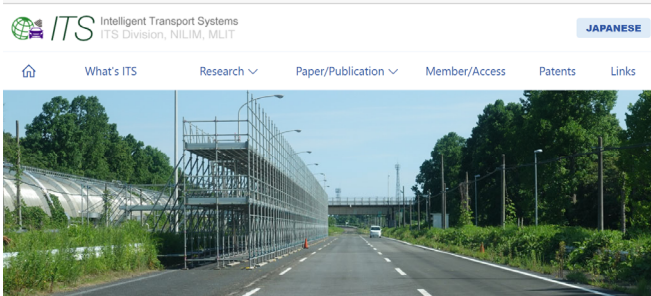 ITS Intelligent Transport Systems
ITS Division, NILIM, MLIT
JAPANESE
What's ITS
Research
Paper/Publication
Member/Access
Patents
Links